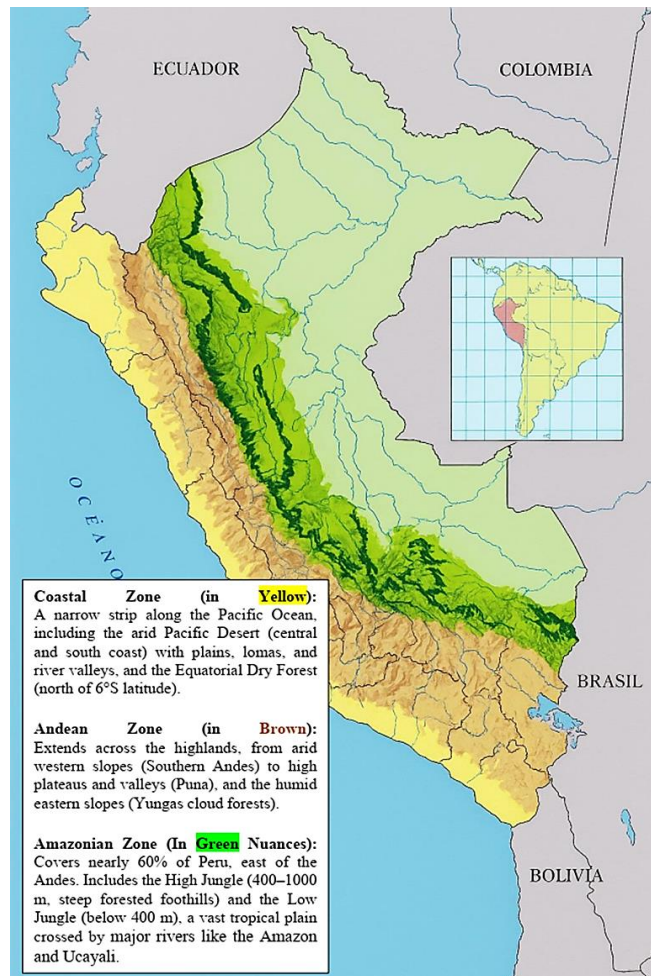 ECUADOR
COLOMBIA
OCÉANO
Coastal Zone (in Yellow):
A narrow strip along the Pacific Ocean,
including the arid Pacific Desert (central
and south coast) with plains, lomas, and
river valleys, and the Equatorial Dry Forest
(north of 6°S latitude).
Andean Zone (in Brown):
Extends across the highlands, from arid
western slopes (Southern Andes) to high
plateaus and valleys (Puna), and the humid
eastern slopes (Yungas cloud forests).
Amazonian Zone (In Green Nuances):
Covers nearly 60% of Peru, east of the
Andes. Includes the High Jungle (400–1000
m, steep forested foothills) and the Low
Jungle (below 400 m), a vast tropical plain
crossed by major rivers like the Amazon
and Ucayali.
BRASIL
BOLIVIA